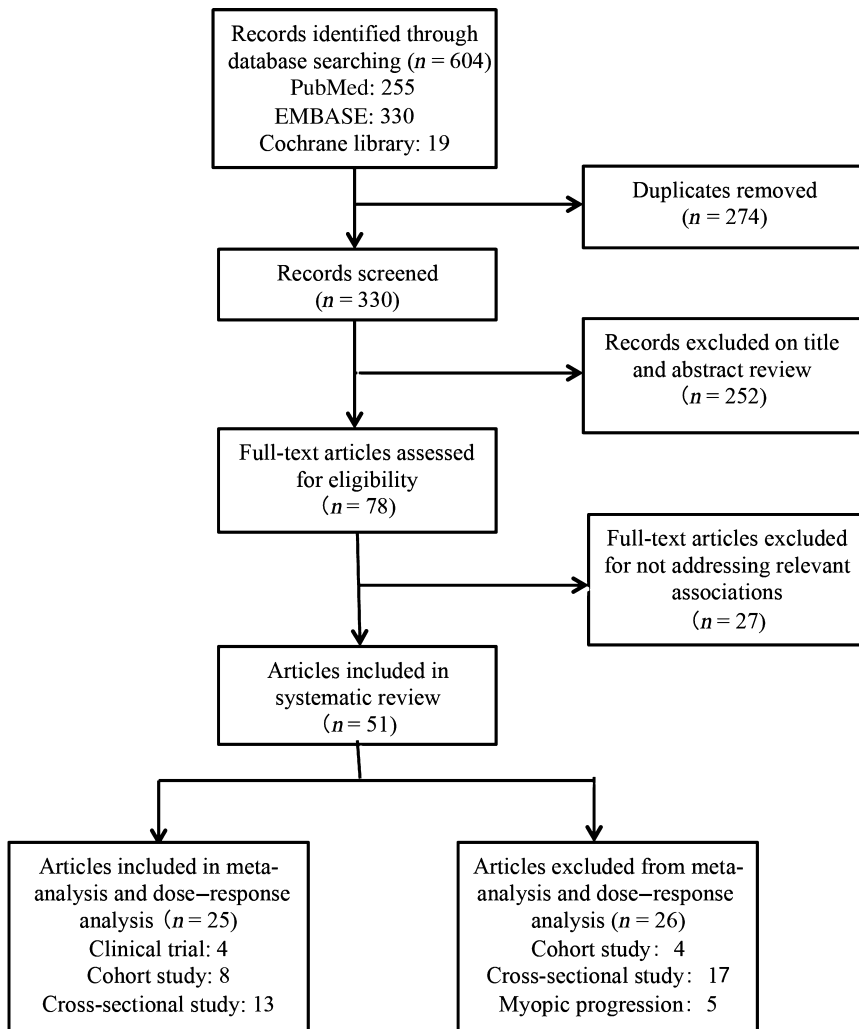 Records identified through
database searching (n = 604)
PubMed: 255
EMBASE: 330
Cochrane library: 19
Duplicates removed
(n = 274)
Records screened
(n = 330)
Records excluded on title
and abstract review
(n = 252)
Full-text articles assessed
for eligibility
(n = 78)
Full-text articles excluded
for not addressing relevant
associations
(n = 27)
Articles included in
systematic review
(n = 51)
Articles included in meta-
analysis and dose–response
analysis (n = 25)
Clinical trial: 4
Cohort study: 8
Cross-sectional study: 13
Articles excluded from meta-
analysis and dose–response
analysis (n = 26)
Cohort study: 4
Cross-sectional study: 17
Myopic progression: 5